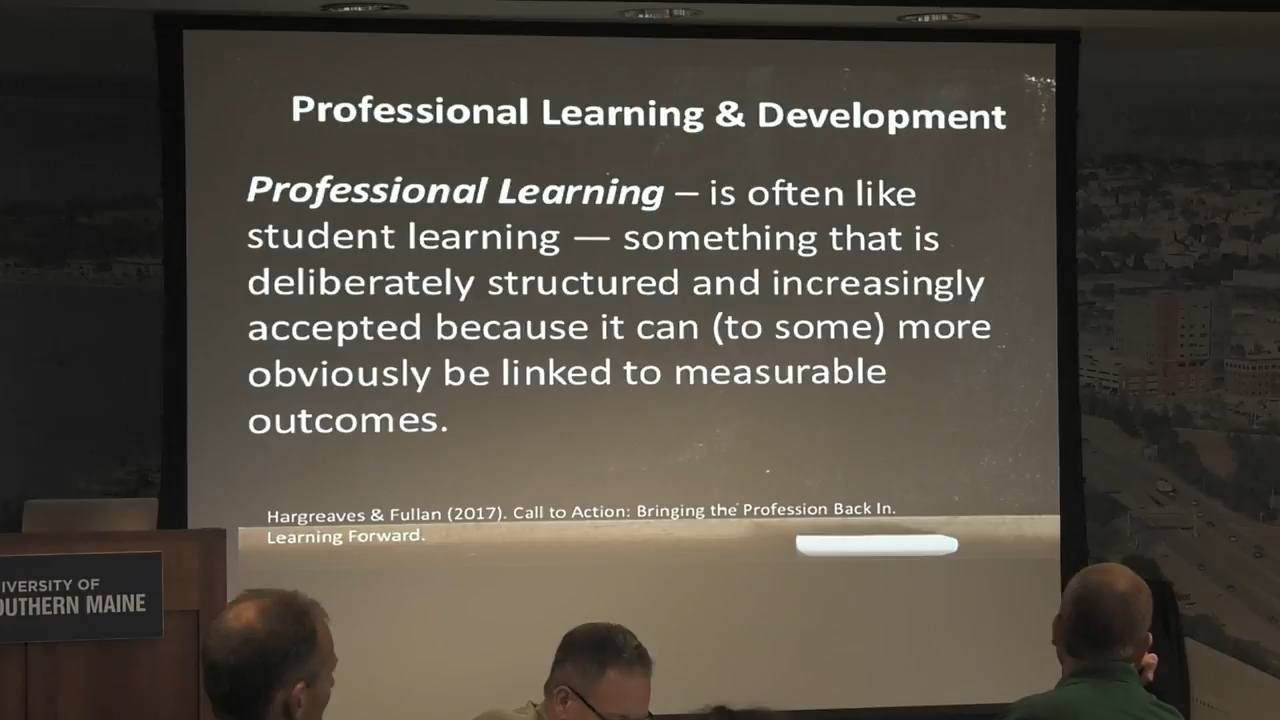 Professional Learning & Development
Professional Learning – is often like
student learning — something that is
deliberately structured and increasingly
accepted because it can (to some) more
obviously be linked to measurable
outcomes.
Hargreaves & Fullan (2017). Call to Action: Bringing the Profession Back In.
Learning Forward.
IVERSITY OF
OUTHERN MAINE